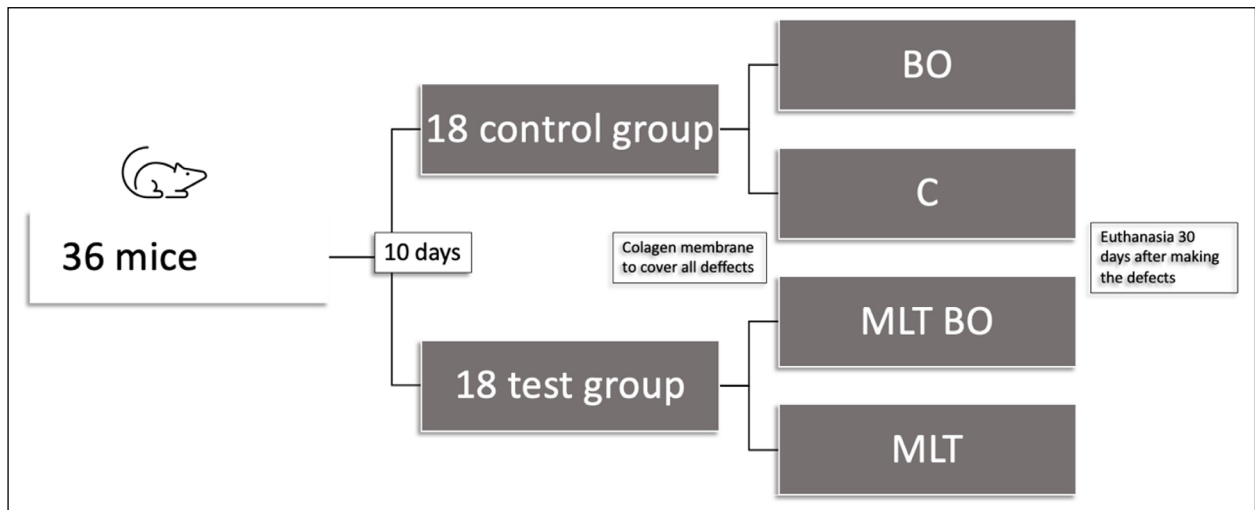 36 mice
10 days
18 control group
18 test group
Colagen membrane
to cover all deffects
BO
C
MLT BO
MLT
Euthanasia 30
days after making
the defects